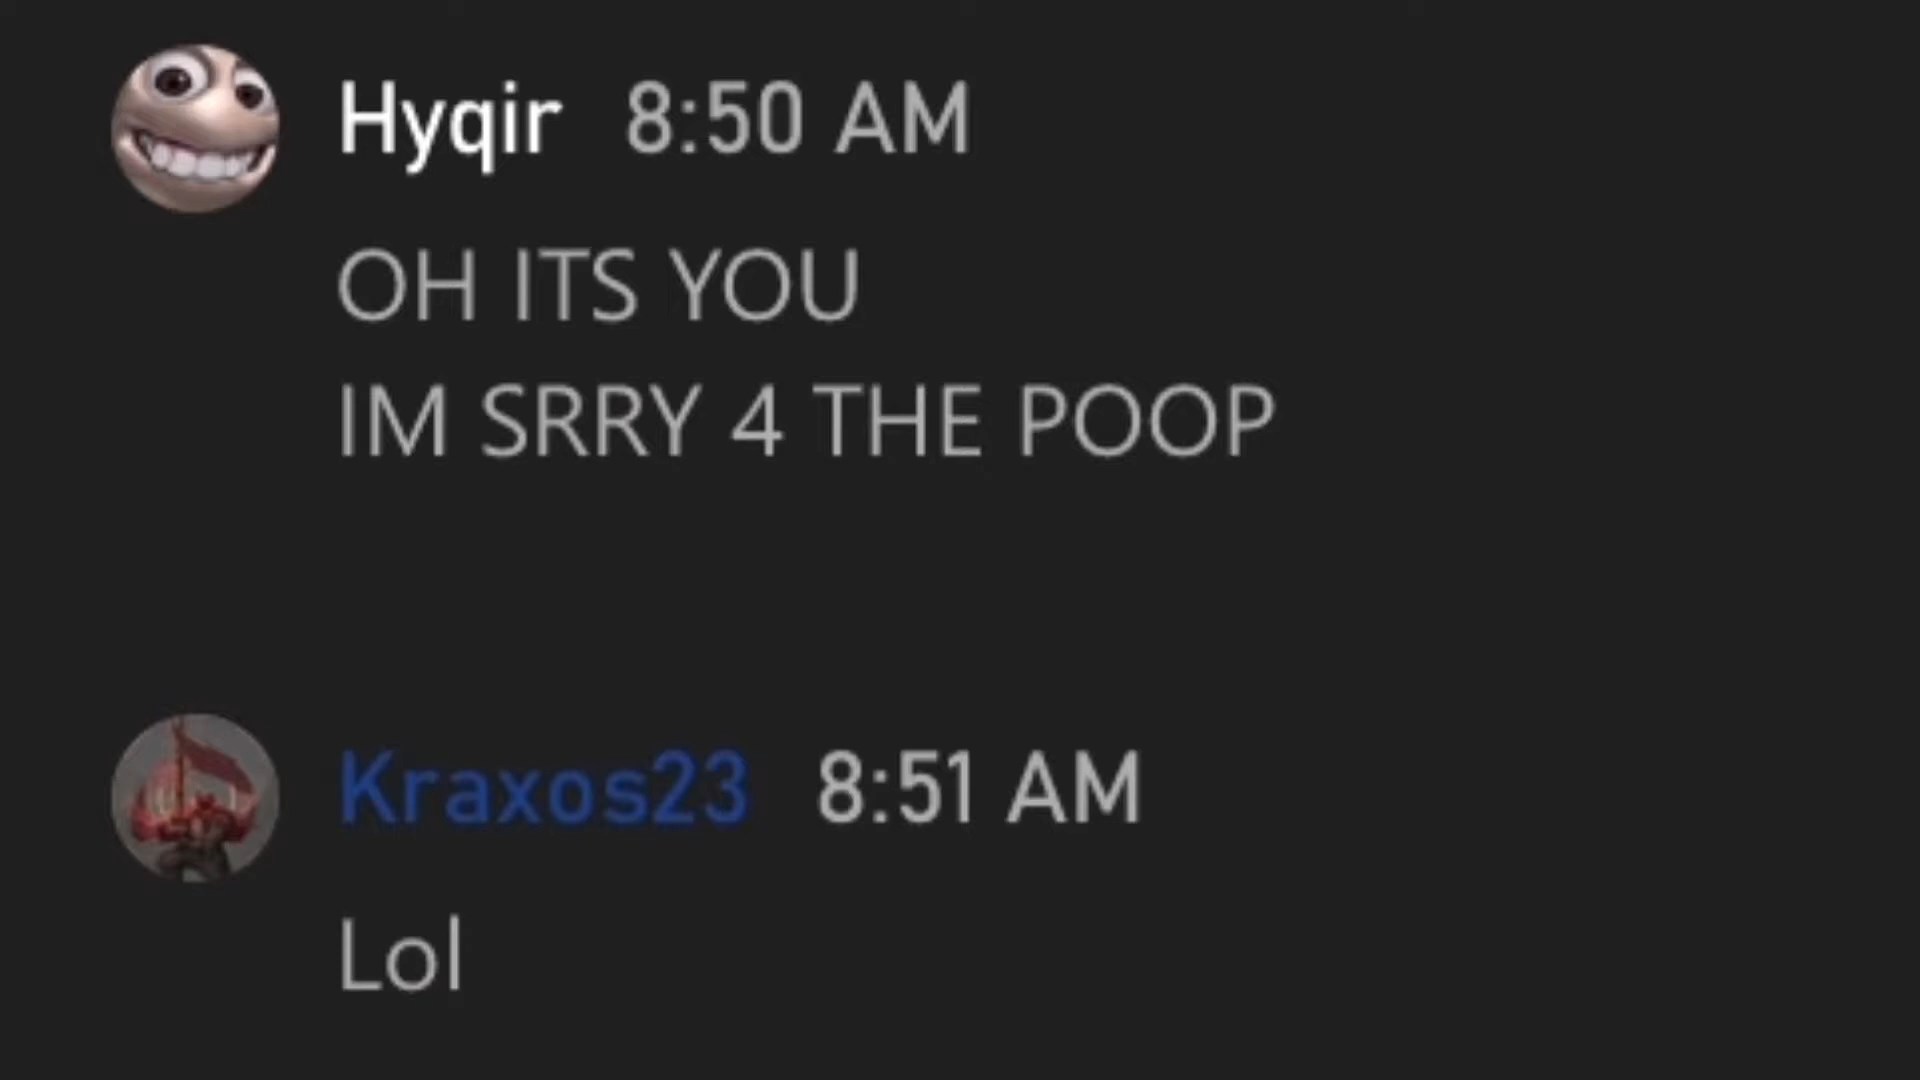 Hyqir 8:50 AM
OH ITS YOU
IM SRRY 4 THE POOP
Kraxos23 8:51 AM
Lol